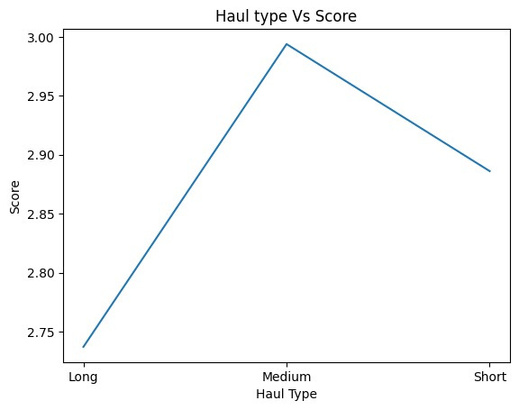 Haul type Vs Score
3.00
2.95
2.90
2.85
2.80
2.75
Score
Long Medium Short
Haul Type